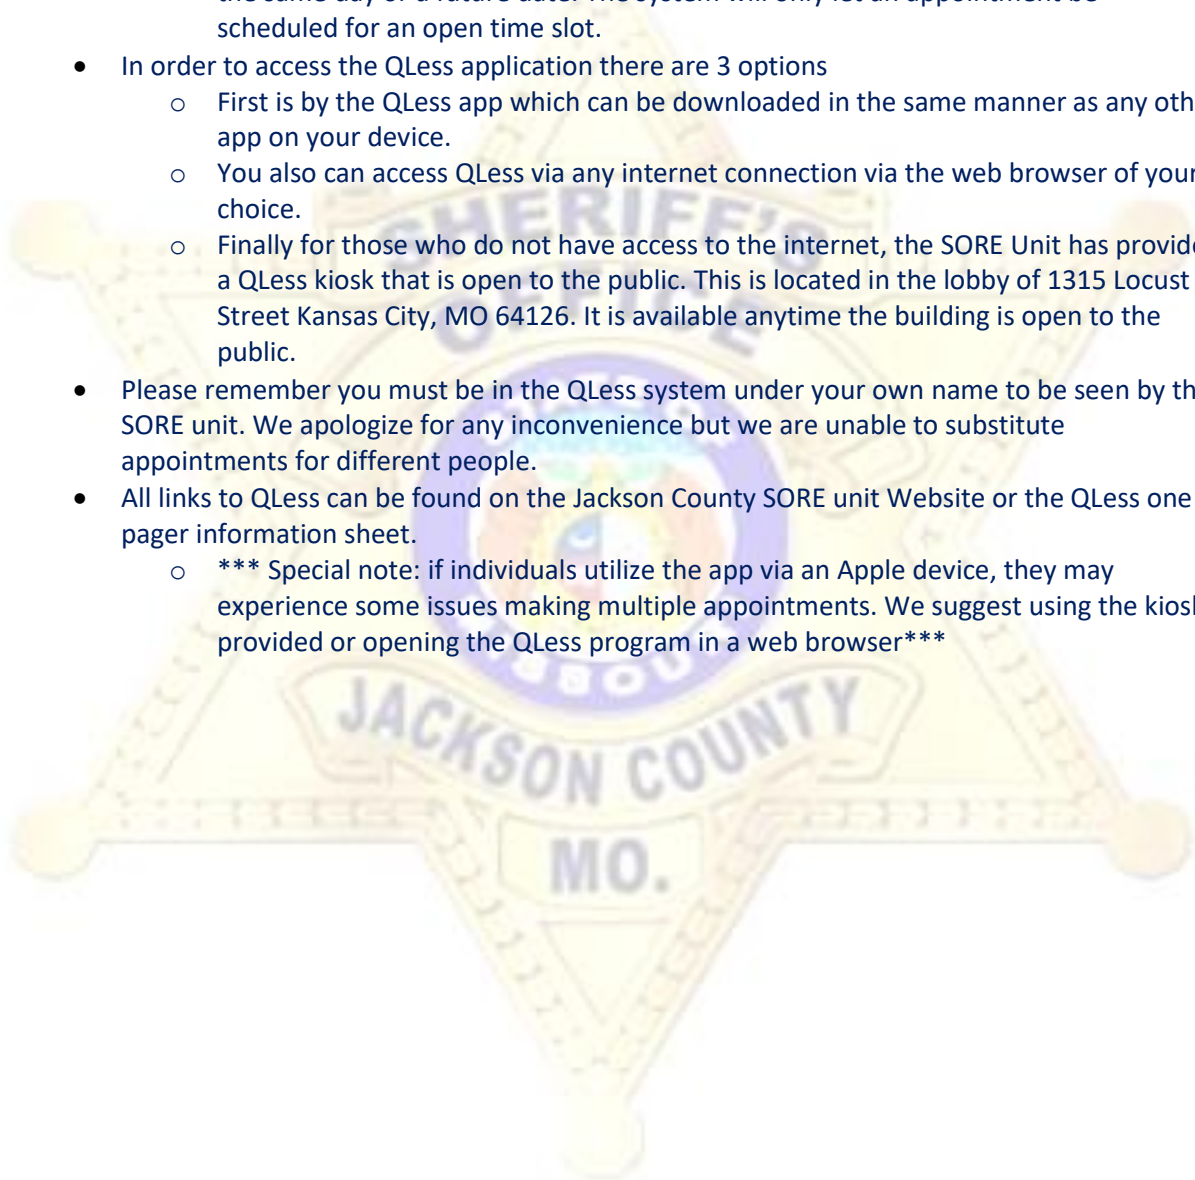 scheduled for an open time slot.
• In order to access the QLess application there are 3 options
o First is by the QLess app which can be downloaded in the same manner as any oth
app on your device.
o You also can access QLess via any internet connection via the web browser of your
choice.
o Finally for those who do not have access to the internet, the SORE Unit has provide
a QLess kiosk that is open to the public. This is located in the lobby of 1315 Locust
Street Kansas City, MO 64126. It is available anytime the building is open to the
public.
• Please remember you must be in the QLess system under your own name to be seen by th
SORE unit. We apologize for any inconvenience but we are unable to substitute
appointments for different people.
• All links to QLess can be found on the Jackson County SORE unit Website or the QLess one
pager information sheet.
o *** Special note: if individuals utilize the app via an Apple device, they may
experience some issues making multiple appointments. We suggest using the kiosk
provided or opening the QLess program in a web browser***
SHERIFF'S
OFFICE
JACKSON COUNTY
MO.